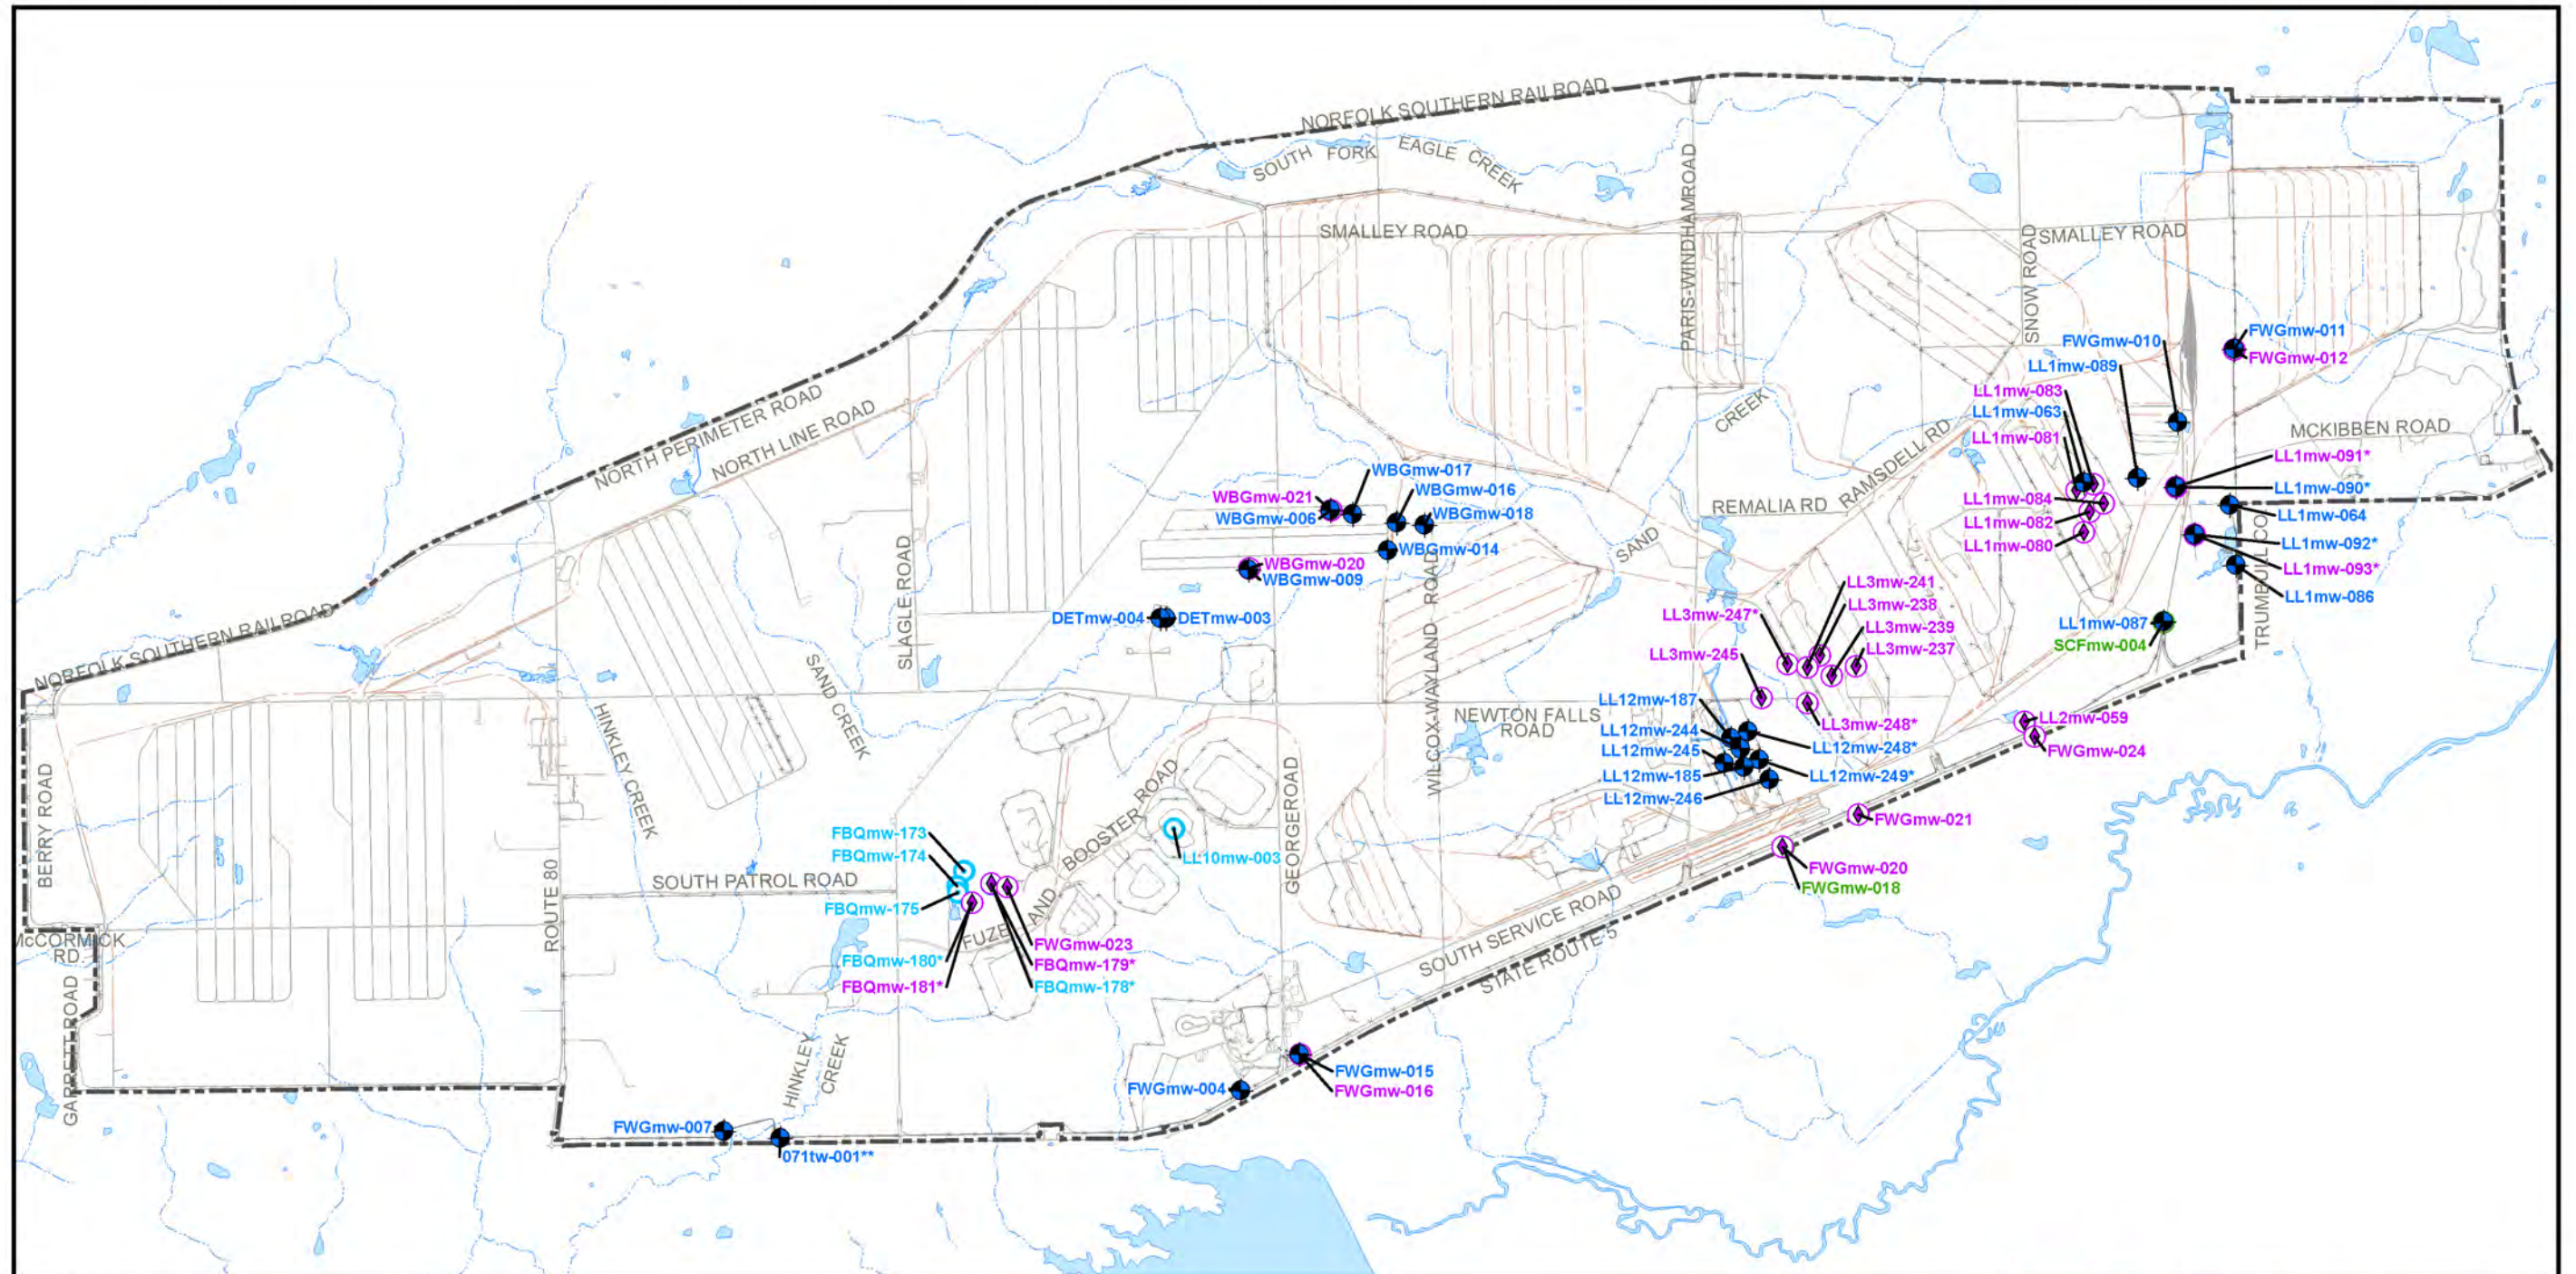 NORFOLK SOUTHERN RAILROAD
SOUTH FORK EAGLE CREEK
SMALLEY ROAD
PARIS-WINDHAMROAD
SNOW ROAD
SMALLEY ROAD
FWGmw-011
FWGmw-012
FWGmw-010
LL1mw-089
LL1mw-083
LL1mw-063
LL1mw-081
MCKIBBEN ROAD
LL1mw-091*
LL1mw-090*
LL1mw-084
LL1mw-082
LL1mw-080
LL1mw-064
LL1mw-092*
LL1mw-093*
LL1mw-086
TRUMBULL CO
LL1mw-087
SCFmw-004
NORTH PERIMETER ROAD
NORTH LINE ROAD
CREEK
RAMSDELL RD
REMALIA RD
SAND
WBGmw-017
WBGmw-016
WBGmw-021
WBGmw-006
WBGmw-018
WBGmw-014
WBGmw-020
WBGmw-009
DETmw-004
DETmw-003
SLAGLE ROAD
WILCOX-WAYLAND ROAD
NORFOLK SOUTHERN RAILROAD
LL3mw-241
LL3mw-238
LL3mw-247*
LL3mw-239
LL3mw-237
LL3mw-245
LL3mw-248*
SAND CREEK
HINKLEY CREEK
NEWTON FALLS
ROAD
LL12mw-187
LL12mw-244
LL12mw-245
LL12mw-185
LL12mw-246
LL12mw-248*
LL12mw-249*
LL2mw-059
FWGmw-024
FWGmw-021
FWGmw-020
FWGmw-018
BERRY ROAD
ROUTE 80
SOUTH PATROL ROAD
FBQmw-173
FBQmw-174
FBQmw-175
FUZE AND BOOSTER ROAD
LL10mw-003
GEORGEROAD
SOUTH SERVICE ROAD
STATE ROUTE 5
McCORMICK
RD.
GARRETT ROAD
FBQmw-180*
FBQmw-181*
FWGmw-023
FBQmw-179*
FBQmw-178*
HINKLEY
CREEK
FWGmw-015
FWGmw-016
FWGmw-004
FWGmw-007
071tw-001**